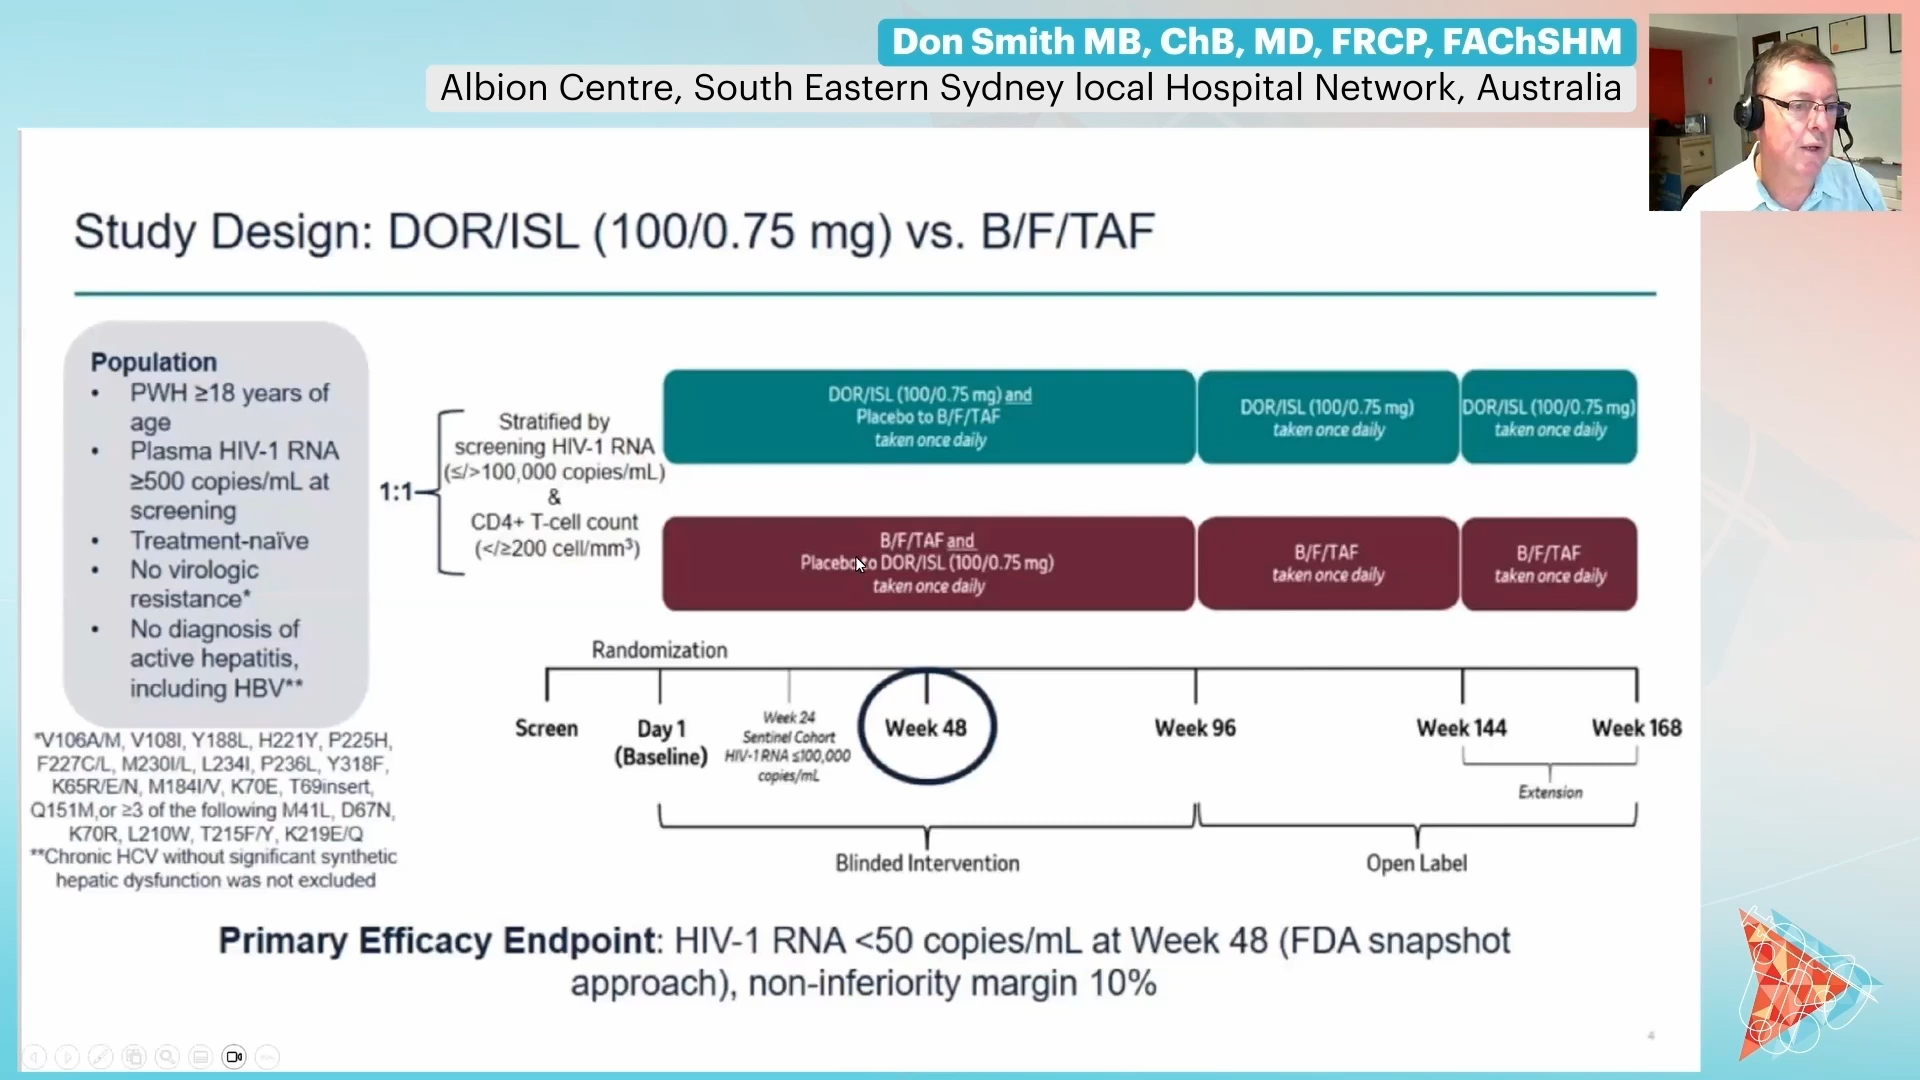 Don Smith MB, ChB, MD, FRCP, FAChSHM
Albion Centre, South Eastern Sydney local Hospital Network, Australia
Study Design: DOR/ISL (100/0.75 mg) vs. B/F/TAF
Population
• PWH ≥18 years of
age
• Plasma HIV-1 RNA
≥500 copies/mL at
screening
• Treatment-naïve
• No virologic
resistance*
• No diagnosis of
active hepatitis,
including HBV**
*V106A/M, V108I, Y188L, H221Y, P225H,
F227C/L, M230I/L, L234I, P236L, Y318F,
K65R/E/N, M184I/V, K70E, T69insert,
Q151M,or ≥3 of the following M41L, D67N,
K70R, L210W, T215F/Y, K219E/Q
**Chronic HCV without significant synthetic
hepatic dysfunction was not excluded
1:1
Stratified by
screening HIV-1 RNA
(≤/>100,000 copies/mL)
&
CD4+ T-cell count
(</≥200 cell/mm³)
DOR/ISL (100/0.75 mg) and
Placebo to B/F/TAF
taken once daily
DOR/ISL (100/0.75 mg)
taken once daily
DOR/ISL (100/0.75 mg)
taken once daily
B/F/TAF and
Placebo to DOR/ISL (100/0.75 mg)
taken once daily
B/F/TAF
taken once daily
B/F/TAF
taken once daily
Randomization
Screen
Day 1
(Baseline)
Week 24
Sentinel Cohort
HIV-1 RNA ≤100,000
copies/mL
Week 48
Week 96
Week 144
Week 168
Extension
Blinded Intervention
Open Label
Primary Efficacy Endpoint: HIV-1 RNA <50 copies/mL at Week 48 (FDA snapshot
approach), non-inferiority margin 10%
4